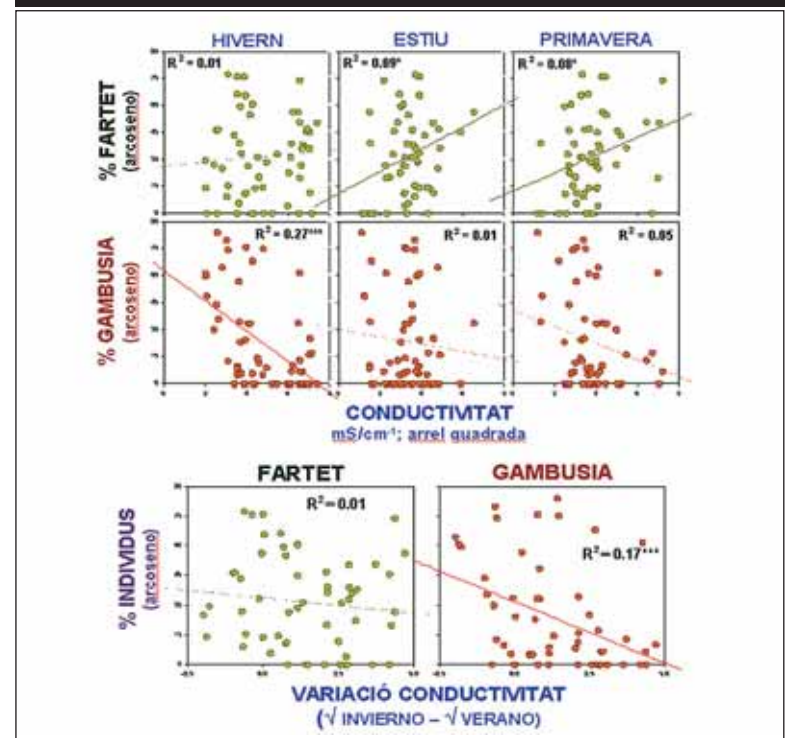 HIVERN ESTIU PRIMAVERA
R² = 0.01 R² = 0.09* R² = 0.08*
% FARTET
(arcoseno)
R² = 0.27*** R² = 0.01 R² = 0.05
% GAMBUSIA
(arcoseno)
CONDUCTIVITAT
mS/cm⁻¹; arrel quadrada
FARTET GAMBUSIA
R² = 0.01
R² = 0.17***
% INDIVIDUS
(arcoseno)
VARIACIÓ CONDUCTIVITAT
(√ INVIERNO – √ VERANO)